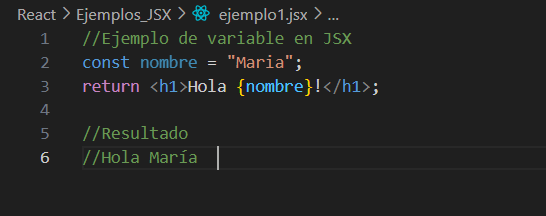 React > Ejemplos_JSX > ejemplo1.jsx > ...
1 //Ejemplo de variable en JSX
2 const nombre = "Maria";
3 return <h1>Hola {nombre}!</h1>;
4
5 //Resultado
6 //Hola María